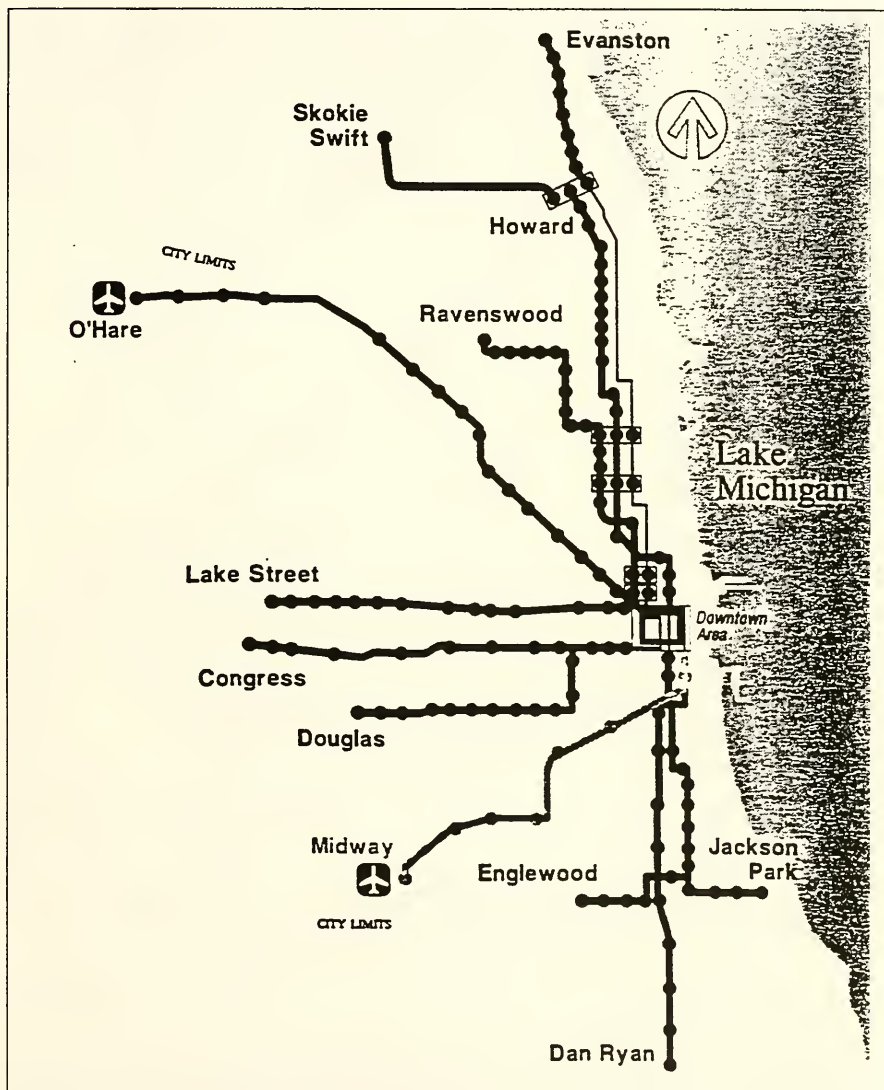 Evanston
Skokie
Swift
Howard
CITY LIMITS
O'Hare
Ravenswood
Lake
Michigan
Lake Street
Downtown
Area
Congress
Douglas
Midway
Englewood
Jackson
Park
CITY LIMITS
Dan Ryan